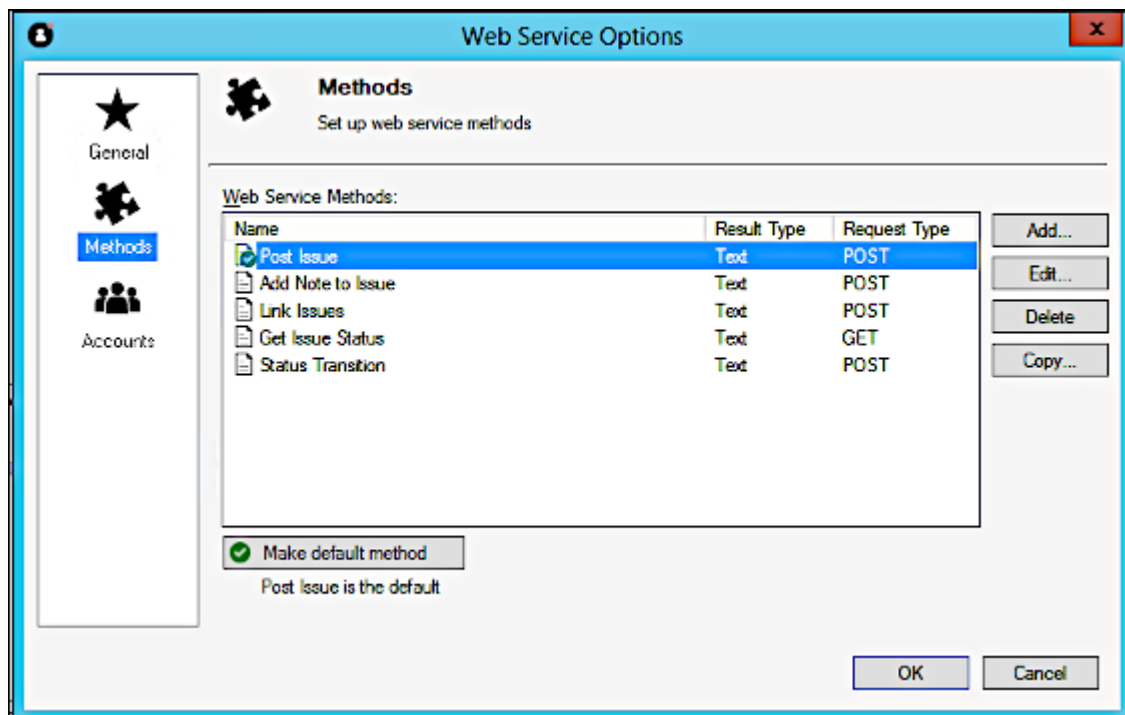 Web Service Options
x
General
Methods
Accounts
Methods
Set up web service methods
Web Service Methods:
Name Result Type Request Type
Post Issue Text POST
Add Note to Issue Text POST
Link Issues Text POST
Get Issue Status Text GET
Status Transition Text POST
Add...
Edit...
Delete
Copy...
Make default method
Post Issue is the default
OK Cancel